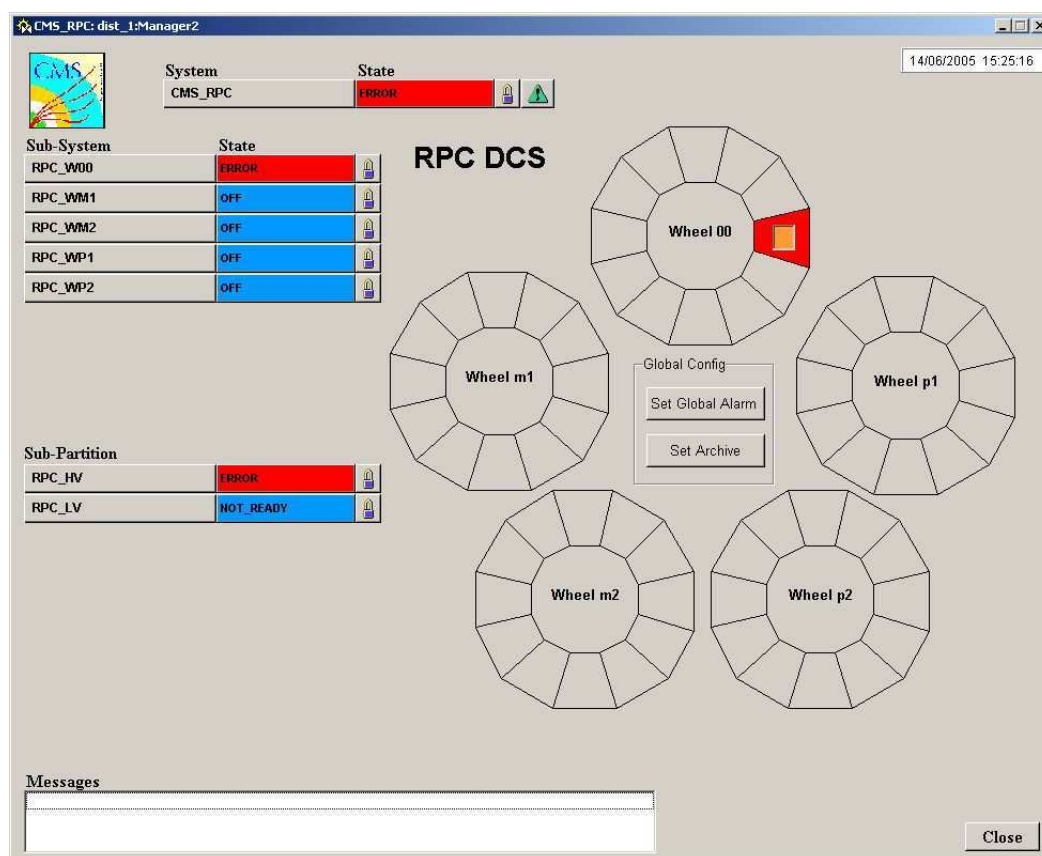 CMS_RPC: dist_1:Manager2
14/06/2005 15:25:16
CMS
System State
CMS_RPC ERROR
Sub-System State
RPC DCS
RPC_W00 ERROR
RPC_WM1 OFF
RPC_WM2 OFF
RPC_WP1 OFF
RPC_WP2 OFF
Wheel 00
Wheel m1
Global Config
Wheel p1
Set Global Alarm
Set Archive
Sub-Partition
RPC_HV ERROR
RPC_LV NOT_READY
Wheel m2
Wheel p2
Messages
Close